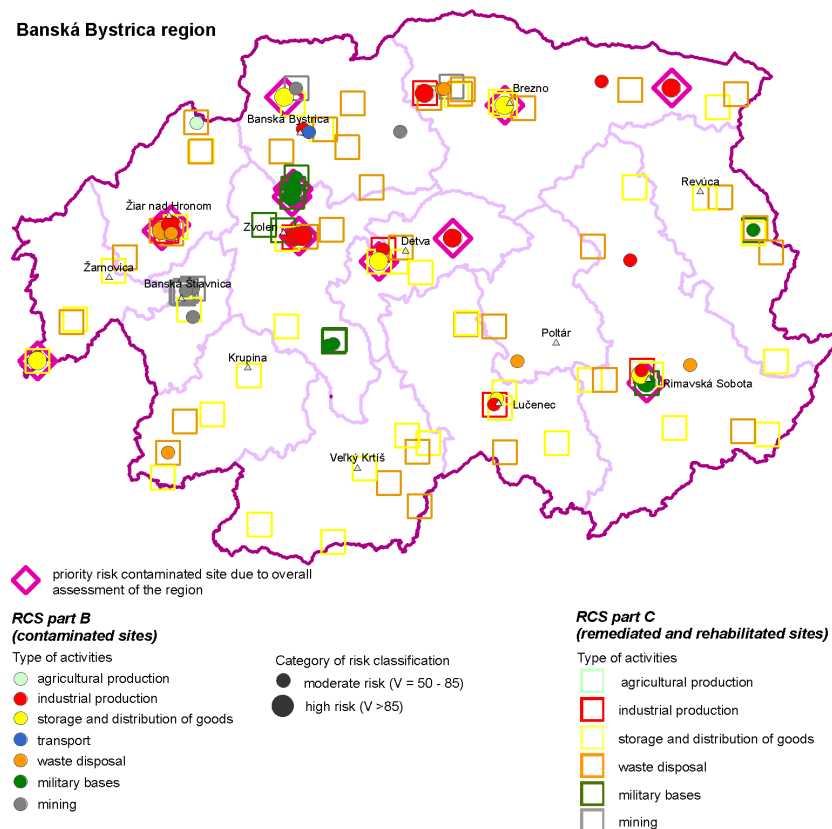 Banská Bystrica region
Brezno
Banská Bystrica
Revúca
Žiar nad Hronom
Zvolen
Detva
Žarnovica
Banská Štiavnica
Poltár
Krupina
Rimavská Sobota
Lučenec
Veľký Krtíš
priority risk contaminated site due to overall
assessment of the region
RCS part B
(contaminated sites)
Type of activities
agricultural production
industrial production
storage and distribution of goods
transport
waste disposal
military bases
mining
Category of risk classification
moderate risk (V = 50 - 85)
high risk (V >85)
RCS part C
(remediated and rehabilitated sites)
Type of activities
agricultural production
industrial production
storage and distribution of goods
waste disposal
military bases
mining